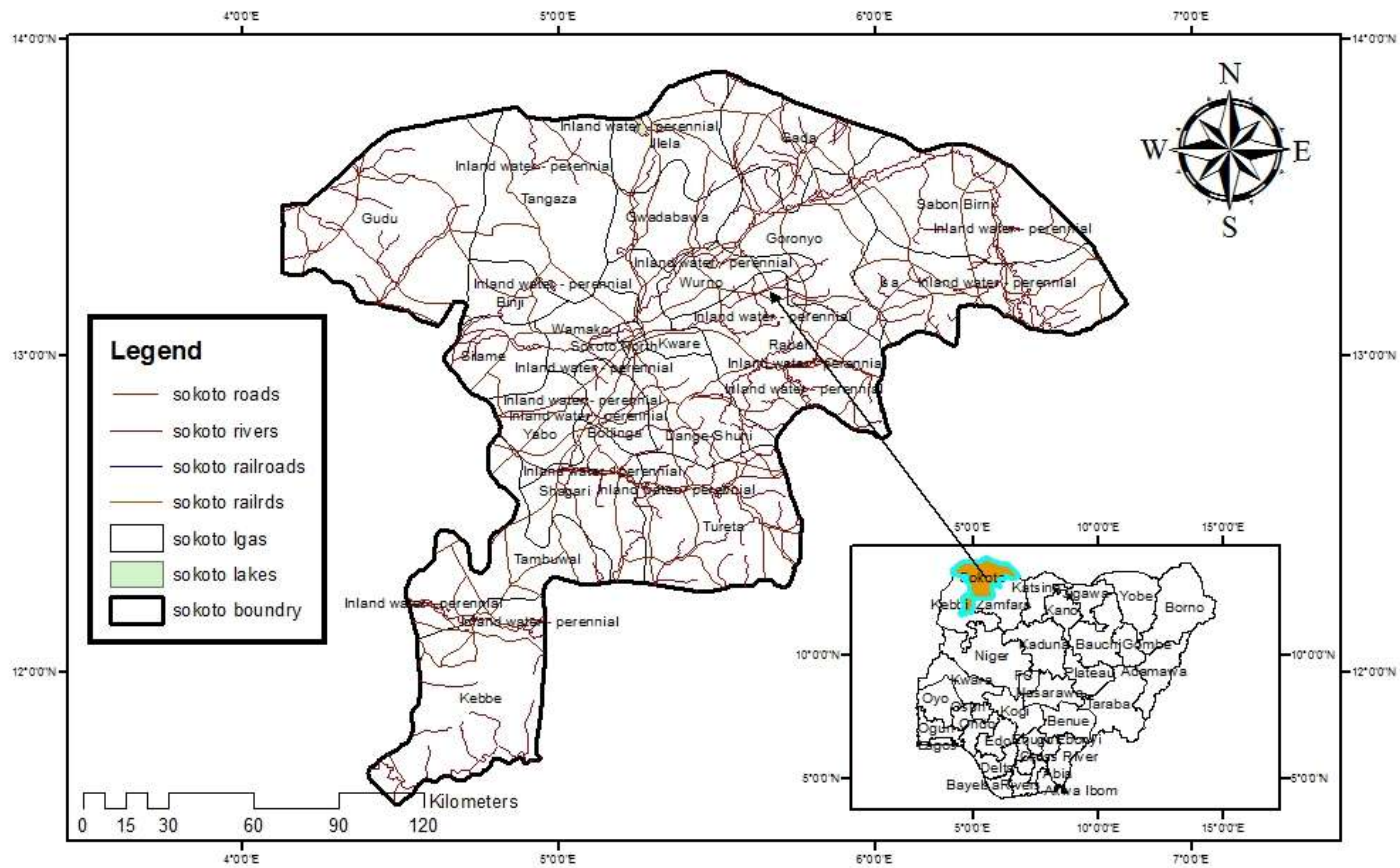 4°0'0"E 5°0'0"E 6°0'0"E 7°0'0"E
14°0'0"N 14°0'0"N
N
W E
S
Inland water - perennial
Illela
Gada
Inland water - perennial
Tangaza
Gudu
Gwadabawa
Sabon Birni
Inland water - perennial
Goronyo
Inland water - perennial
Inland water - perennial
Wurno
Isa
Inland water - perennial
Binji
Inland water - perennial
Wamako
Sokoto North
Kware
Rabah
13°0'0"N 13°0'0"N
Silame
Inland water - perennial
Inland water - perennial
Inland water - perennial
Inland water - perennial
Inland water - perennial
Yabo
Bodinga
Dange-Shuni
Inland water - perennial
Shagari
Inland water - perennial
Tureta
Tambuwal
Inland water - perennial
Inland water - perennial
12°0'0"N 12°0'0"N
Kebbe
Legend
sokoto roads
sokoto rivers
sokoto railroads
sokoto railrds
sokoto lgas
sokoto lakes
sokoto boundry
Kilometers
0 15 30 60 90 120
5°0'0"E 10°0'0"E 15°0'0"E
Sokoto
Katsina
Jigawa
Yobe
Borno
Kebbi
Zamfara
Kano
10°0'0"N 10°0'0"N
Niger
Kaduna
Bauchi
Gombe
Kwara
Plateau
Adamawa
Oyo
Nasarawa
Taraba
Osun
Kogi
Benue
Ogun
Ondo
Lagos
Edo
Enugu
Ebonyi
Cross River
Delta
Abia
5°0'0"N 5°0'0"N
Bayelsa
Rivers
Akwa Ibom
5°0'0"E 10°0'0"E 15°0'0"E
4°0'0"E 5°0'0"E 6°0'0"E 7°0'0"E